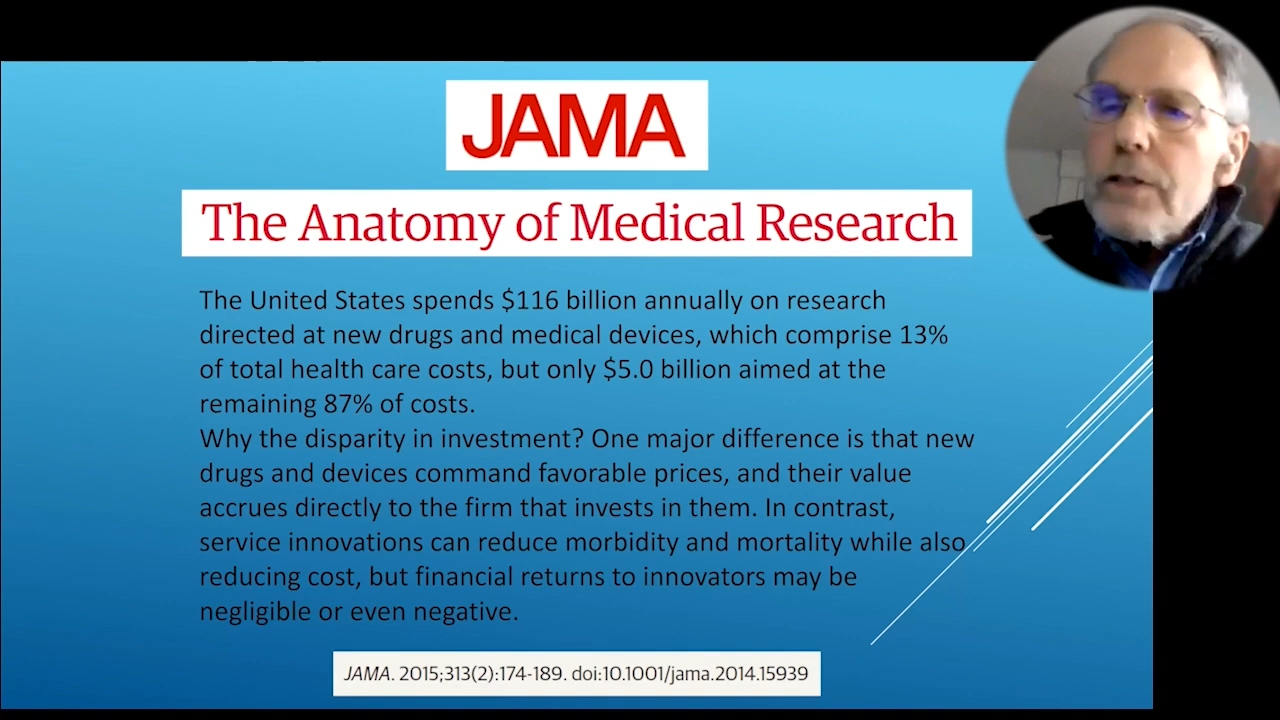 JAMA
The Anatomy of Medical Research
The United States spends $116 billion annually on research
directed at new drugs and medical devices, which comprise 13%
of total health care costs, but only $5.0 billion aimed at the
remaining 87% of costs.
Why the disparity in investment? One major difference is that new
drugs and devices command favorable prices, and their value
accrues directly to the firm that invests in them. In contrast,
service innovations can reduce morbidity and mortality while also
reducing cost, but financial returns to innovators may be
negligible or even negative.
JAMA. 2015;313(2):174-189. doi:10.1001/jama.2014.15939